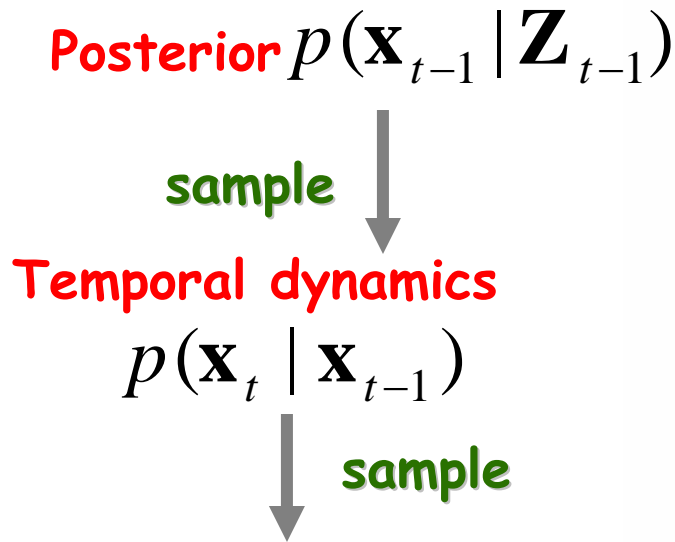 Posterior p(x_{t-1} | Z_{t-1})
sample
Temporal dynamics
p(x_t | x_{t-1})
sample